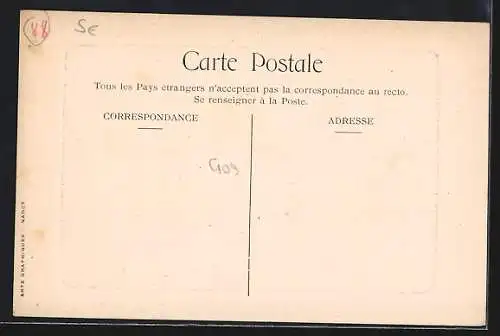 88
SE
Carte Postale
Tous les Pays étrangers n'acceptent pas la correspondance au recto.
Se renseigner à la Poste.
CORRESPONDANCE
ADRESSE
G09
ARTS GRAPHIQUES NANCY